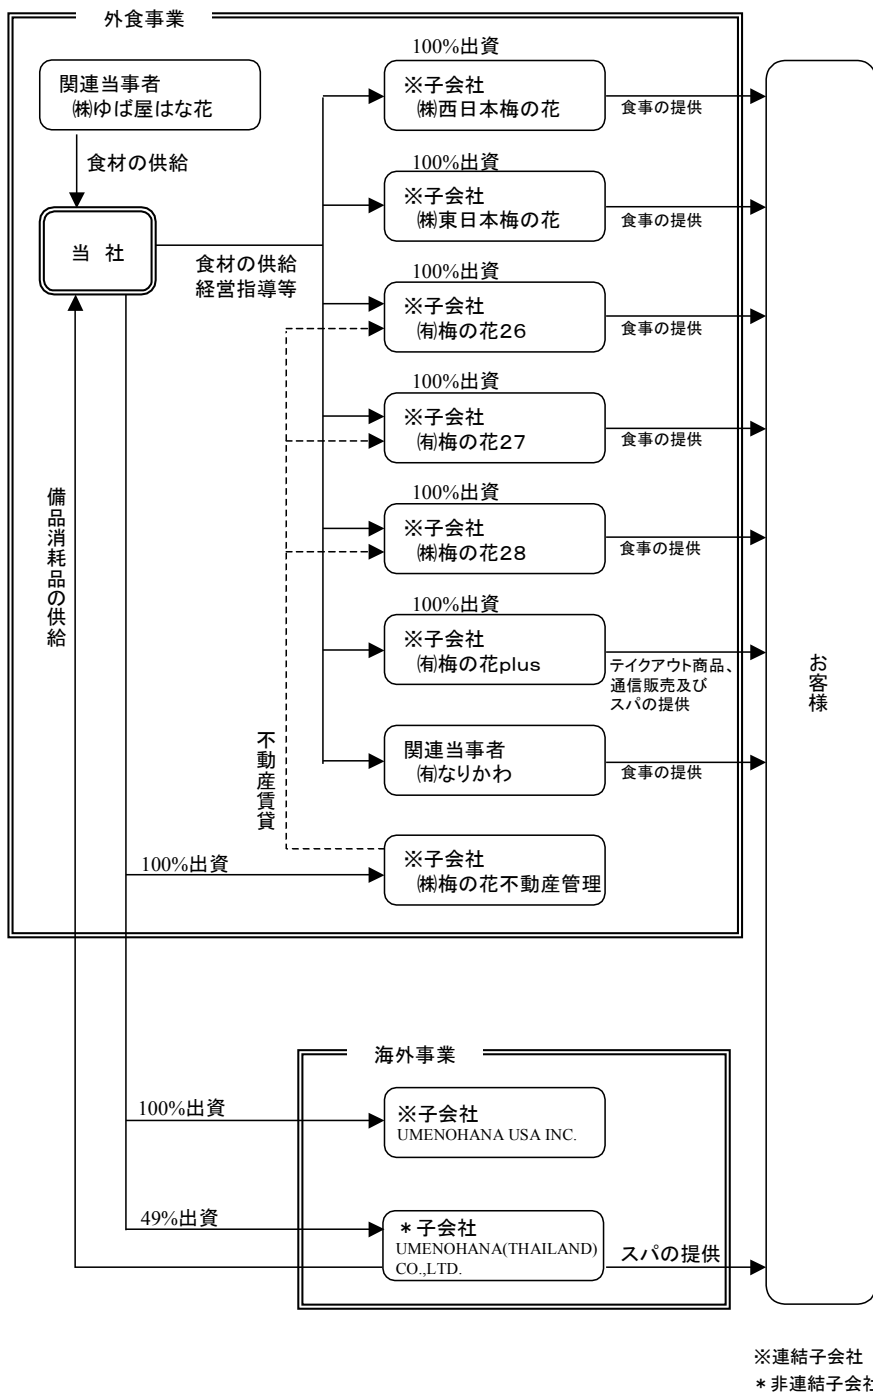 外食事業
関連当事者
㈱ゆば屋はな花
食材の供給
当 社
食材の供給
経営指導等
100%出資
※子会社
㈱西日本梅の花
食事の提供
100%出資
※子会社
㈱東日本梅の花
食事の提供
100%出資
※子会社
㈲梅の花26
食事の提供
100%出資
※子会社
㈲梅の花27
食事の提供
100%出資
※子会社
㈱梅の花28
食事の提供
100%出資
※子会社
㈲梅の花plus
テイクアウト商品、
通信販売及び
スパの提供
関連当事者
㈲なりかわ
食事の提供
不動産賃貸
100%出資
※子会社
㈱梅の花不動産管理
備品消耗品の供給
お客様
海外事業
100%出資
※子会社
UMENOHANA USA INC.
49%出資
*子会社
UMENOHANA(THAILAND)
CO.,LTD.
スパの提供
※連結子会社
*非連結子会社